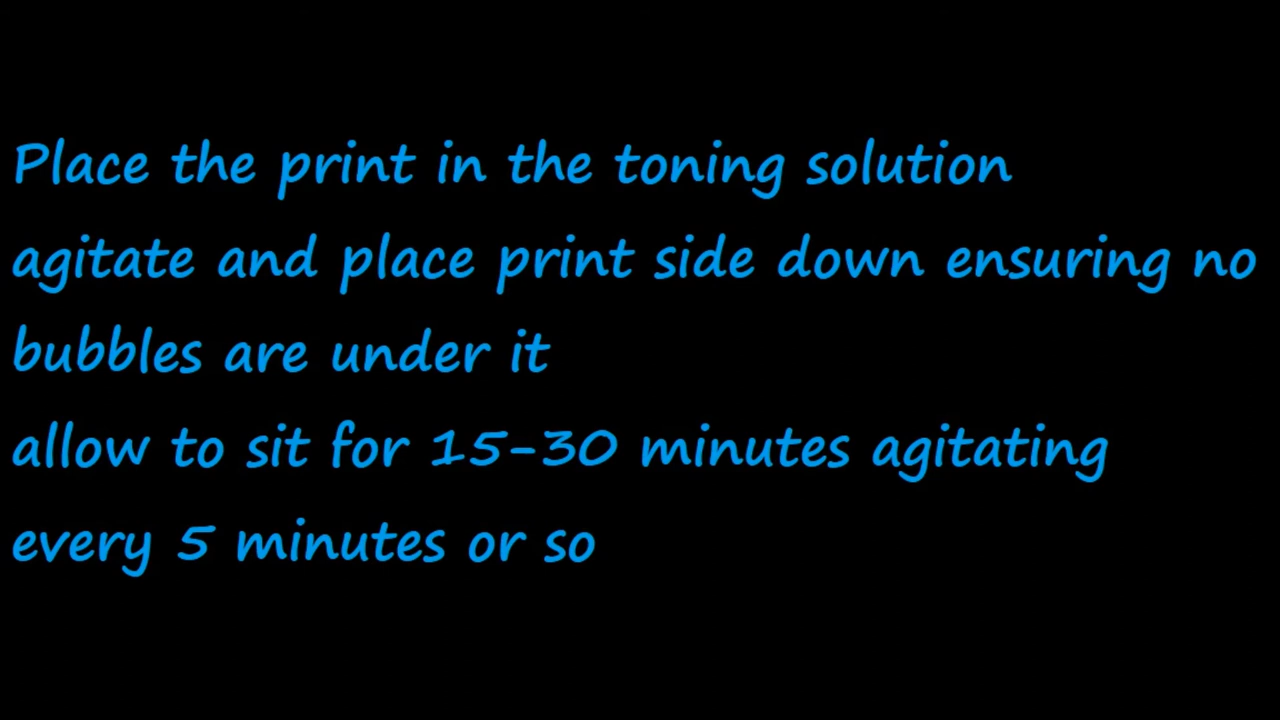 Place the print in the toning solution
agitate and place print side down ensuring no
bubbles are under it
allow to sit for 15-30 minutes agitating
every 5 minutes or so